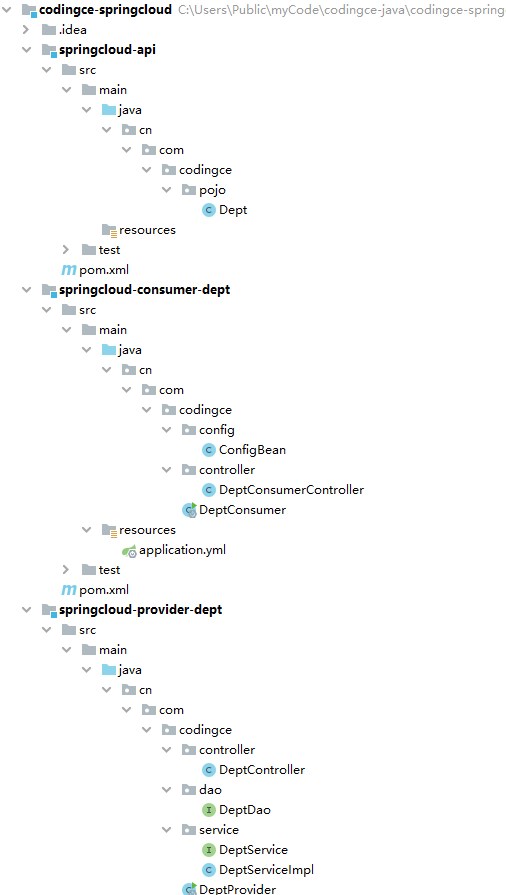 codingce-springcloud C:\Users\Public\myCode\codingce-java\codingce-spring
.idea
springcloud-api
src
main
java
cn
com
codingce
pojo
Dept
resources
test
pom.xml
springcloud-consumer-dept
src
main
java
cn
com
codingce
config
ConfigBean
controller
DeptConsumerController
DeptConsumer
resources
application.yml
test
pom.xml
springcloud-provider-dept
src
main
java
cn
com
codingce
controller
DeptController
dao
DeptDao
service
DeptService
DeptServiceImpl
DeptProvider